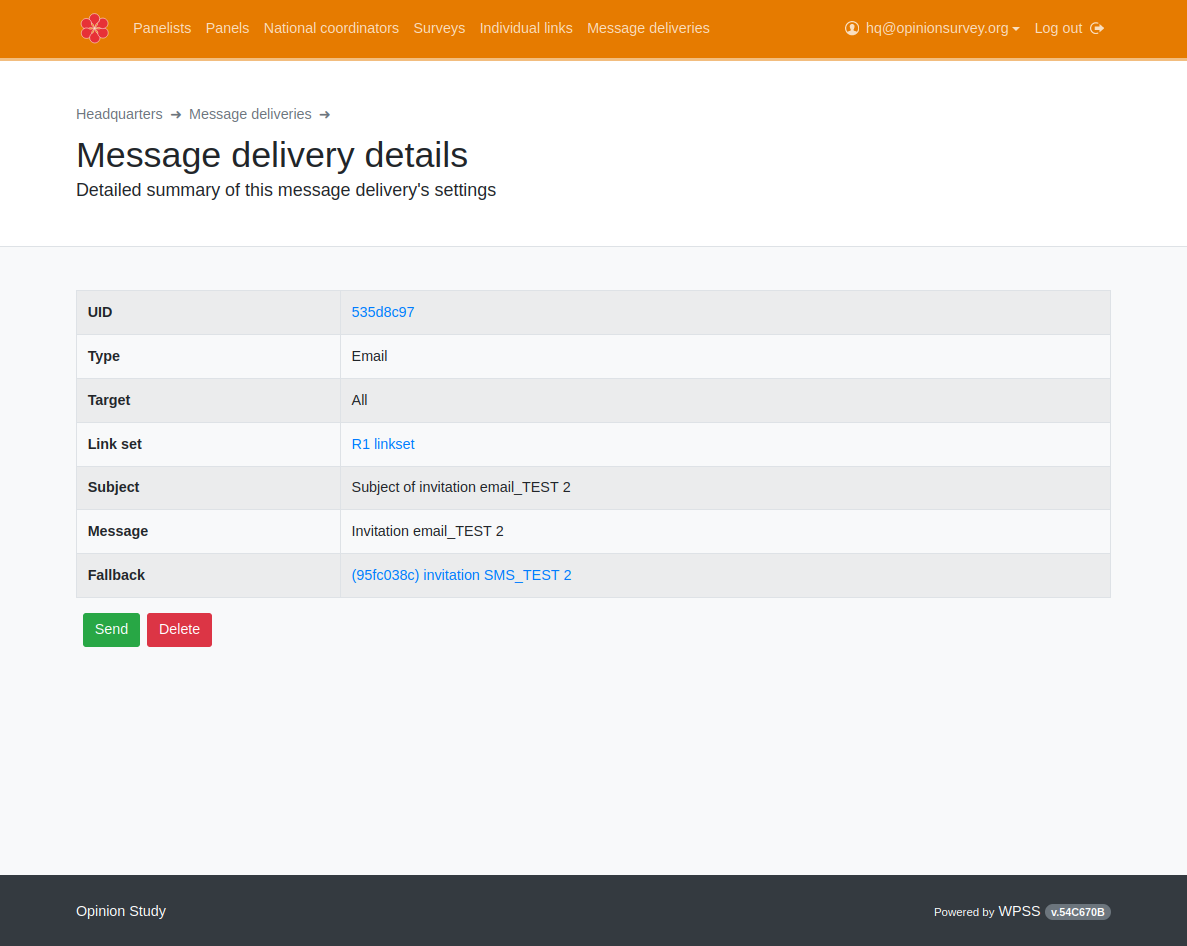 Panelists Panels National coordinators Surveys Individual links Message deliveries hq@opinionsurvey.org Log out
Headquarters ➔ Message deliveries ➔
Message delivery details
Detailed summary of this message delivery's settings
UID 535d8c97
Type Email
Target All
Link set R1 linkset
Subject Subject of invitation email_TEST 2
Message Invitation email_TEST 2
Fallback (95fc038c) invitation SMS_TEST 2
Send Delete
Opinion Study Powered by WPSS v.54C670B